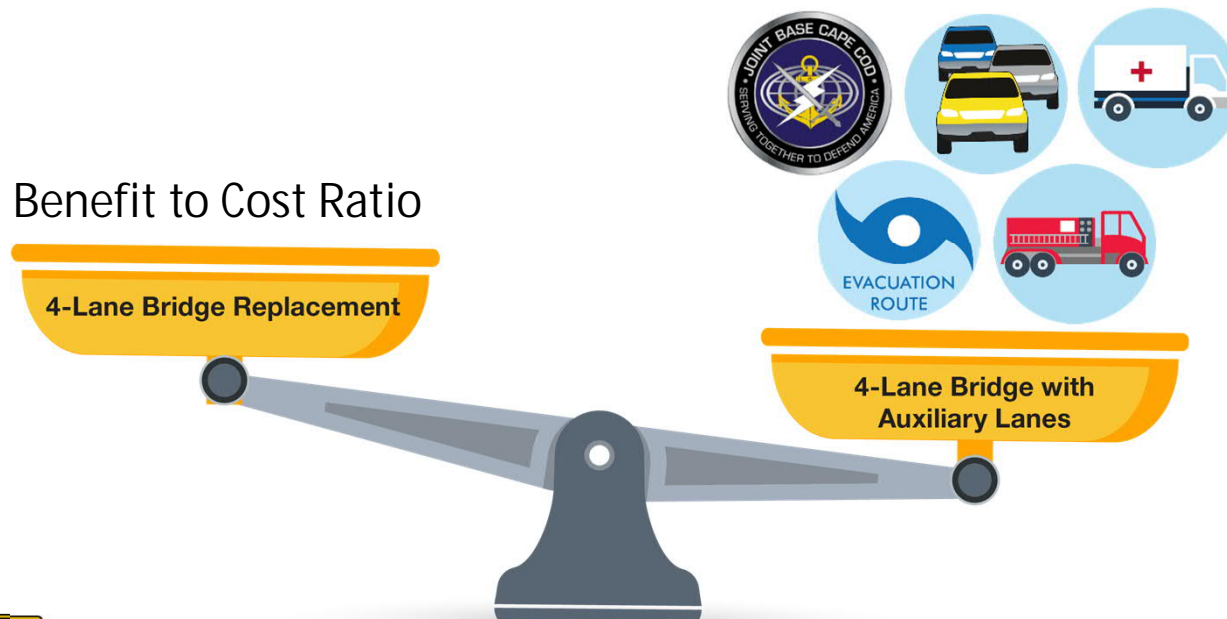 JOINT BASE CAPE COD
SERVING TOGETHER TO DEFEND AMERICA
Benefit to Cost Ratio
EVACUATION
ROUTE
4-Lane Bridge Replacement
4-Lane Bridge with
Auxiliary Lanes